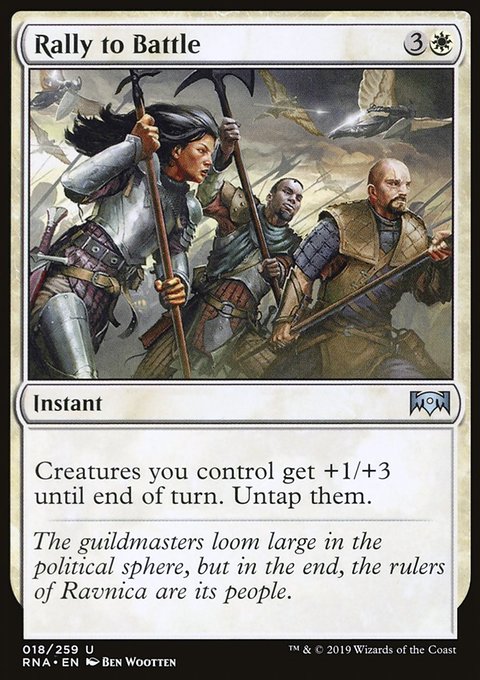 Rally to Battle 3
Instant
Creatures you control get +1/+3
until end of turn. Untap them.
The guildmasters loom large in the
political sphere, but in the end, the rulers
of Ravnica are its people.
018/259 U
RNA • EN Ben Wootten
™ & © 2019 Wizards of the Coast